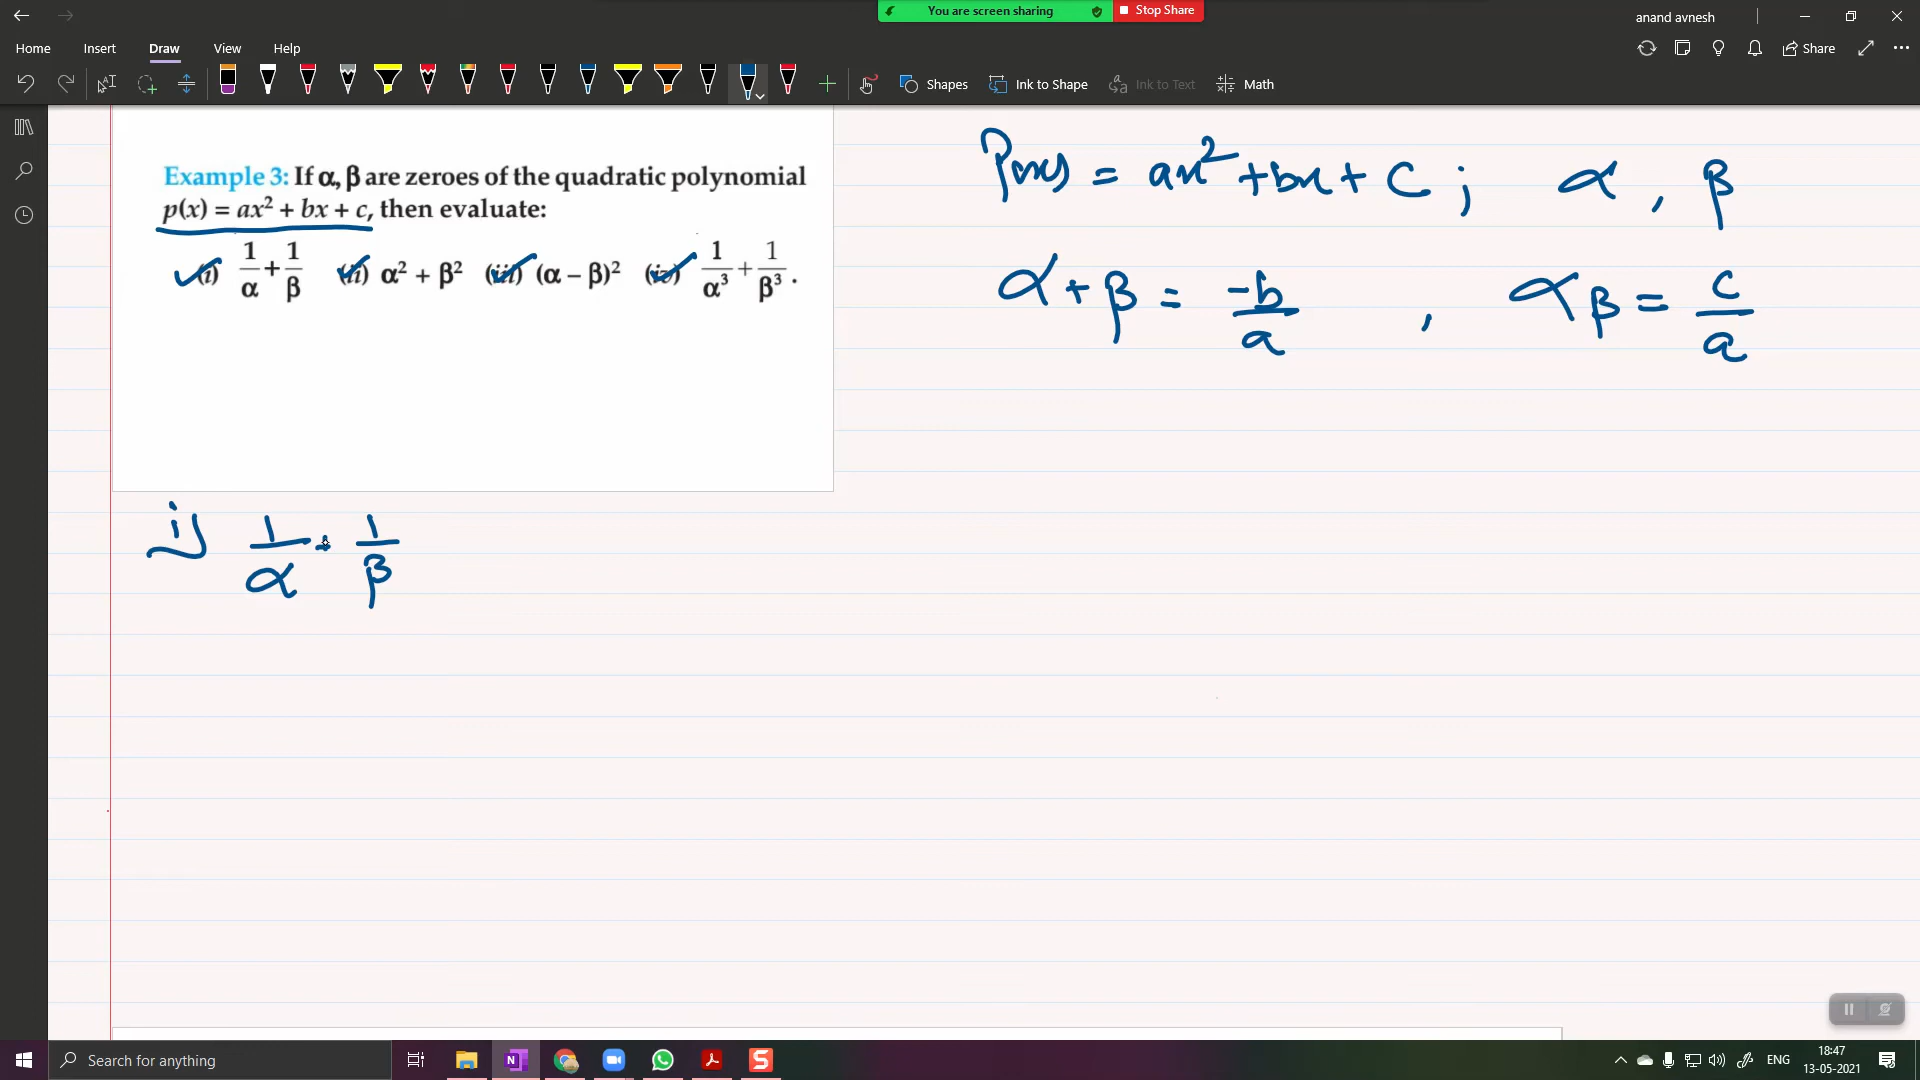 You are screen sharing
Stop Share
anand avnesh
Home Insert Draw View Help
Share
Shapes Ink to Shape Ink to Text Math
Example 3: If α, β are zeroes of the quadratic polynomial
p(x) = ax² + bx + c, then evaluate:
(i) 1/α + 1/β (ii) α² + β² (iii) (α – β)² (iv) 1/α³ + 1/β³ .
P(x) = ax² + bx + c ; α , β
α + β = -b/a , αβ = c/a
i) 1/α 1/β
Search for anything
ENG
18:47
13-05-2021